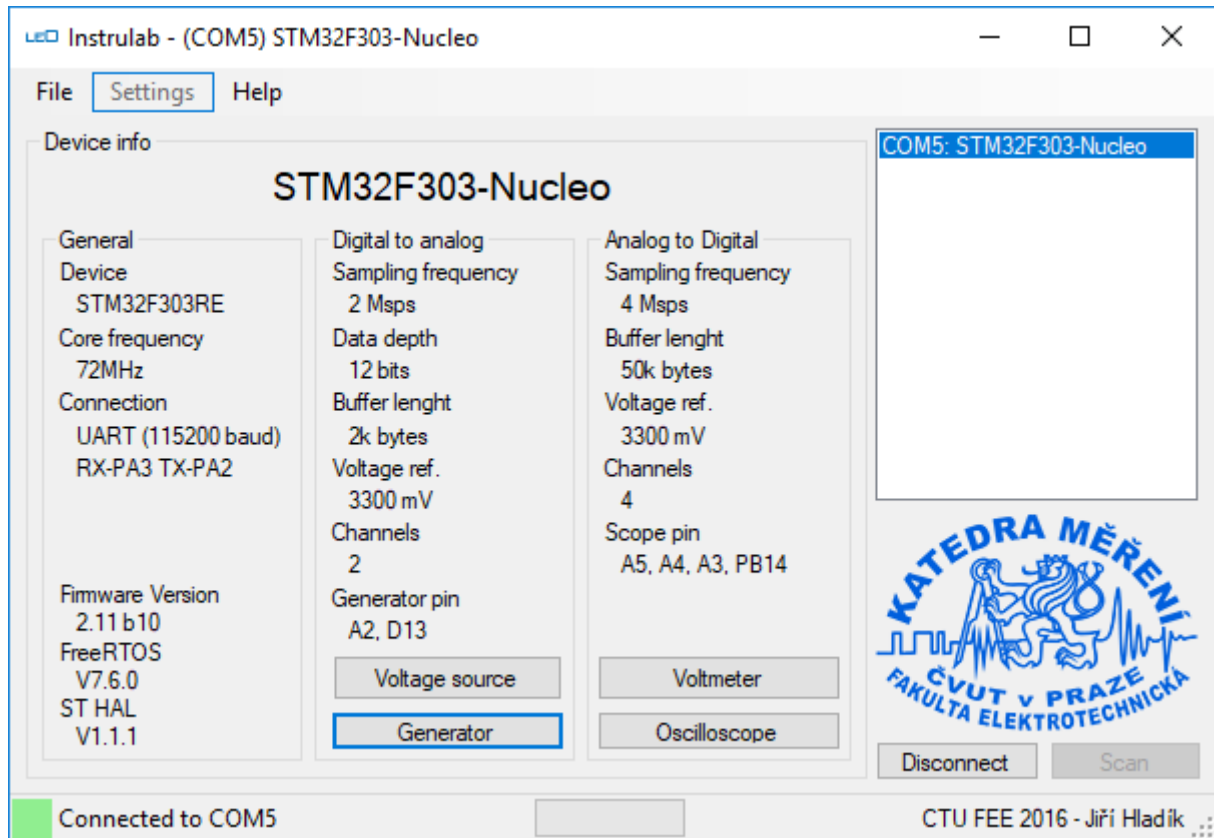 LEO Instrulab - (COM5) STM32F303-Nucleo
File Settings Help
Device info
STM32F303-Nucleo
General
Device
STM32F303RE
Core frequency
72MHz
Connection
UART (115200 baud)
RX-PA3 TX-PA2
Firmware Version
2.11 b10
FreeRTOS
V7.6.0
ST HAL
V1.1.1
Digital to analog
Sampling frequency
2 Msps
Data depth
12 bits
Buffer lenght
2k bytes
Voltage ref.
3300 mV
Channels
2
Generator pin
A2, D13
Voltage source
Generator
Analog to Digital
Sampling frequency
4 Msps
Buffer lenght
50k bytes
Voltage ref.
3300 mV
Channels
4
Scope pin
A5, A4, A3, PB14
Voltmeter
Oscilloscope
COM5: STM32F303-Nucleo
KATEDRA MĚŘENÍ
ČVUT V PRAZE
FAKULTA ELEKTROTECHNICKÁ
Disconnect Scan
Connected to COM5
CTU FEE 2016 - Jiří Hladík